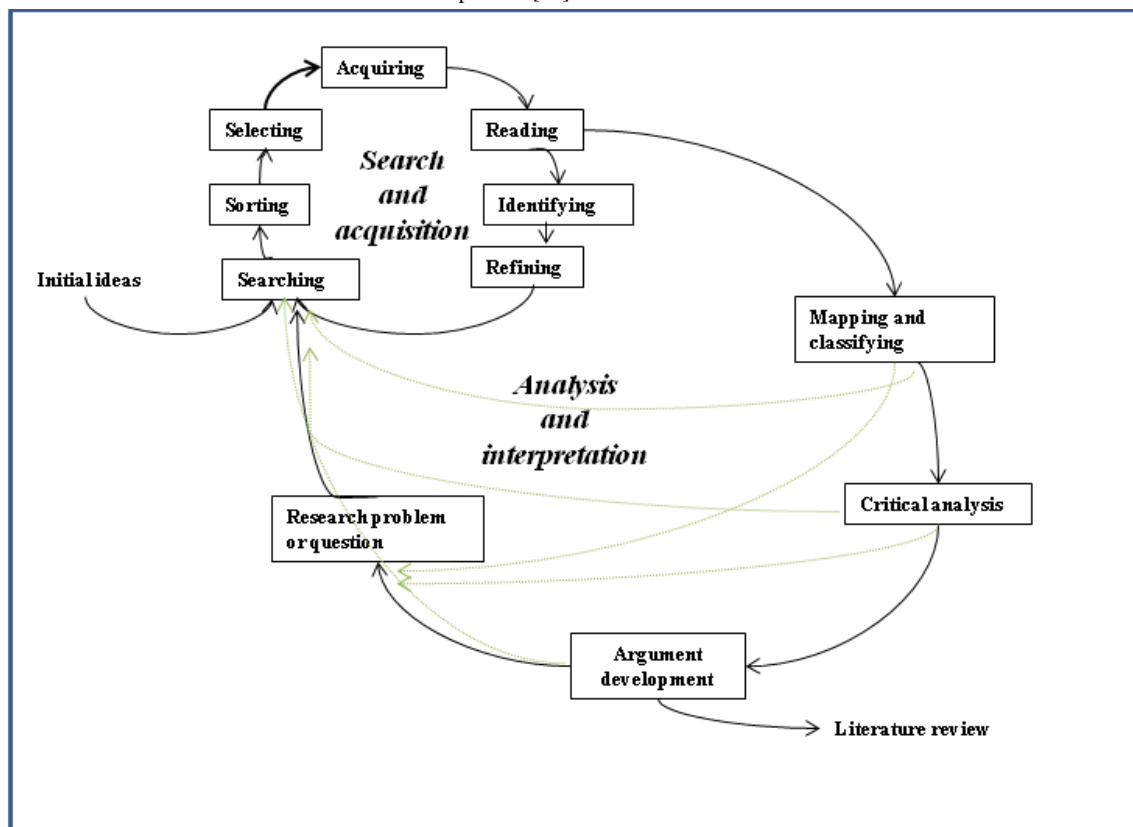 Acquiring
Selecting
Reading
Search
and
acquisition
Sorting
Identifying
Searching
Refining
Initial ideas
Mapping and
classifying
Analysis
and
interpretation
Critical analysis
Research problem
or question
Argument
development
Literature review